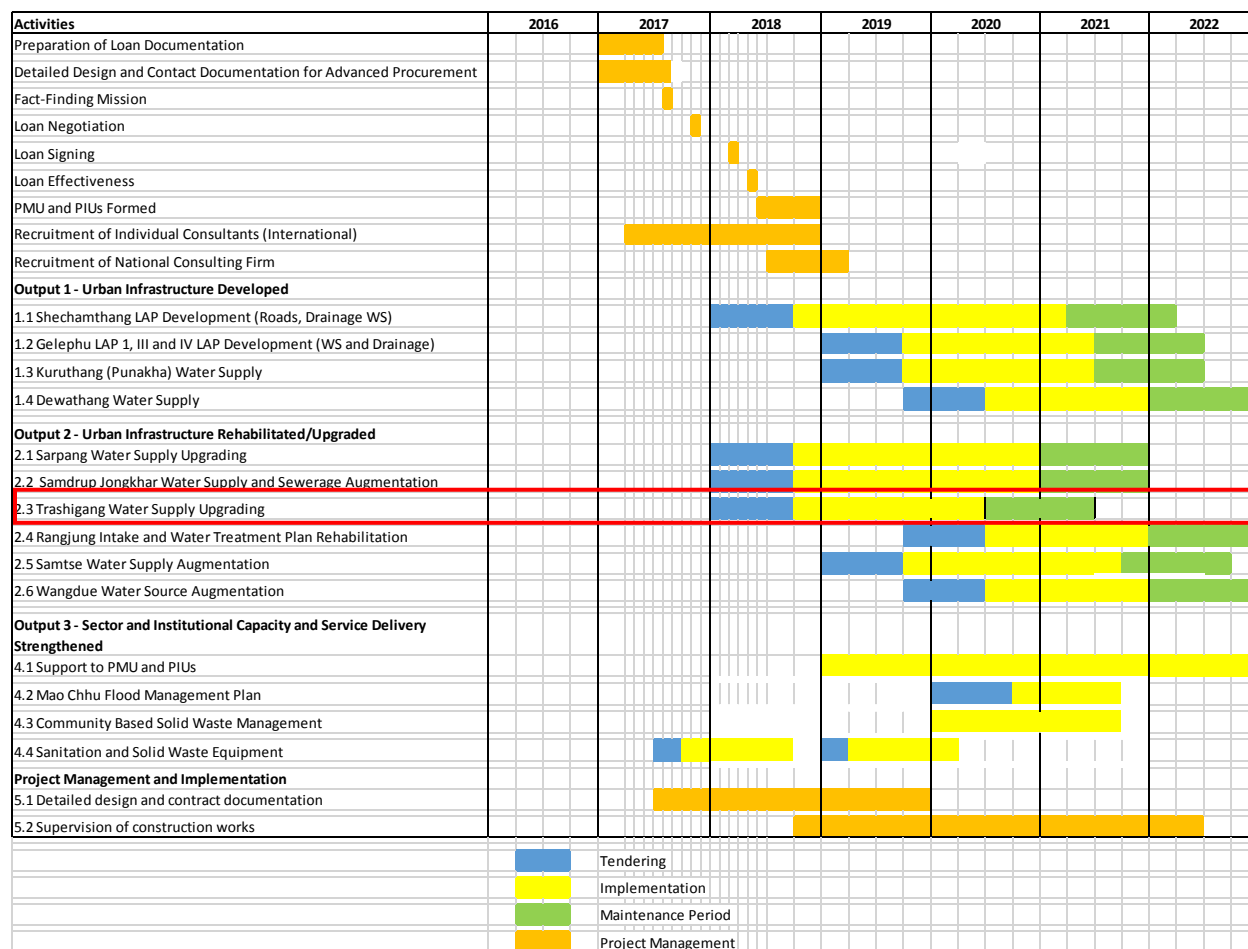 Activities 2016 2017 2018 2019 2020 2021 2022
Preparation of Loan Documentation
Detailed Design and Contact Documentation for Advanced Procurement
Fact-Finding Mission
Loan Negotiation
Loan Signing
Loan Effectiveness
PMU and PIUs Formed
Recruitment of Individual Consultants (International)
Recruitment of National Consulting Firm
Output 1 - Urban Infrastructure Developed
1.1 Shechamthang LAP Development (Roads, Drainage WS)
1.2 Gelephu LAP 1, III and IV LAP Development (WS and Drainage)
1.3 Kuruthang (Punakha) Water Supply
1.4 Dewathang Water Supply
Output 2 - Urban Infrastructure Rehabilitated/Upgraded
2.1 Sarpang Water Supply Upgrading
2.2 Samdrup Jongkhar Water Supply and Sewerage Augmentation
2.3 Trashigang Water Supply Upgrading
2.4 Rangjung Intake and Water Treatment Plan Rehabilitation
2.5 Samtse Water Supply Augmentation
2.6 Wangdue Water Source Augmentation
Output 3 - Sector and Institutional Capacity and Service Delivery
Strengthened
4.1 Support to PMU and PIUs
4.2 Mao Chhu Flood Management Plan
4.3 Community Based Solid Waste Management
4.4 Sanitation and Solid Waste Equipment
Project Management and Implementation
5.1 Detailed design and contract documentation
5.2 Supervision of construction works
Tendering
Implementation
Maintenance Period
Project Management